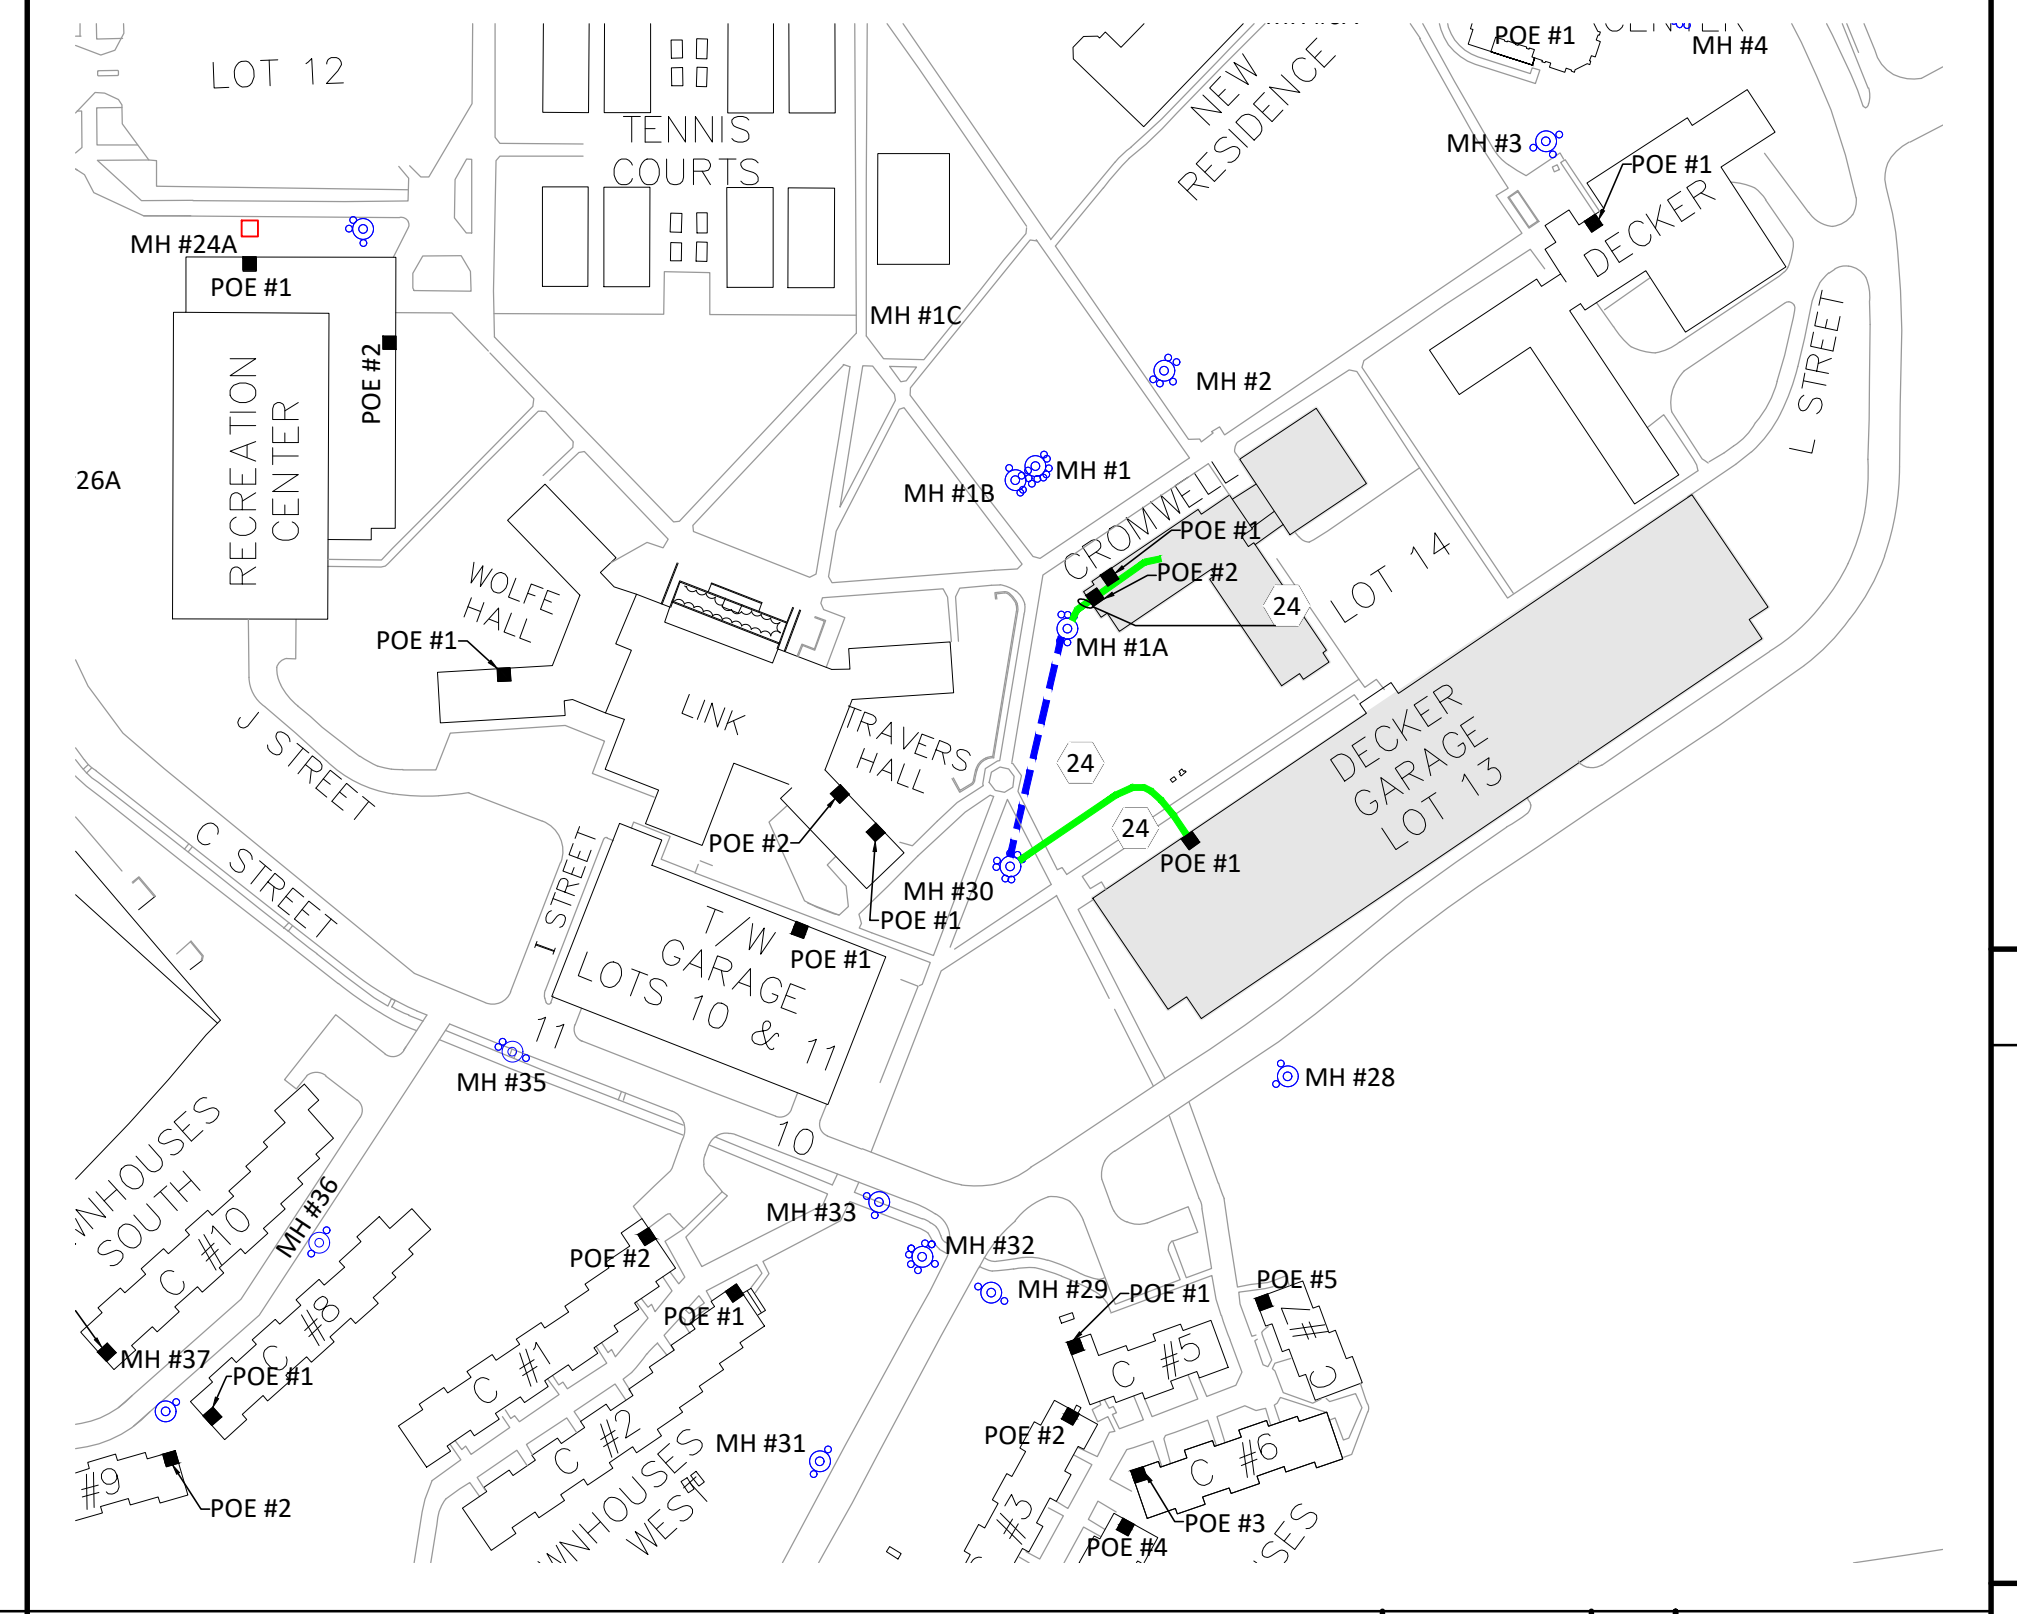 POE #1
MH #4
LOT 12
NEW
RESIDENCE
TENNIS
COURTS
MH #3
POE #1
DECKER
MH #24A
POE #1
MH #1C
L STREET
POE #2
RECREATION
CENTER
MH #2
26A
MH #1
MH #1B
CROMWELL
POE #1
POE #2
LOT 14
24
WOLFE
HALL
POE #1
MH #1A
LINK
TRAVERS
HALL
J STREET
24
DECKER
GARAGE
LOT 13
24
POE #1
C STREET
POE #2
I STREET
MH #30
POE #1
T/W
GARAGE
LOTS 10 & 11
POE #1
11
MH #35
MH #28
10
SOUTH
C #10
MH #36
MH #33
MH #32
POE #2
MH #29
POE #1
POE #5
POE #1
C #8
C #1
C #5
C #7
MH #37
POE #1
C #2
POE #2
MH #31
C #6
#9
POE #2
WEST
#3
POE #3
POE #4